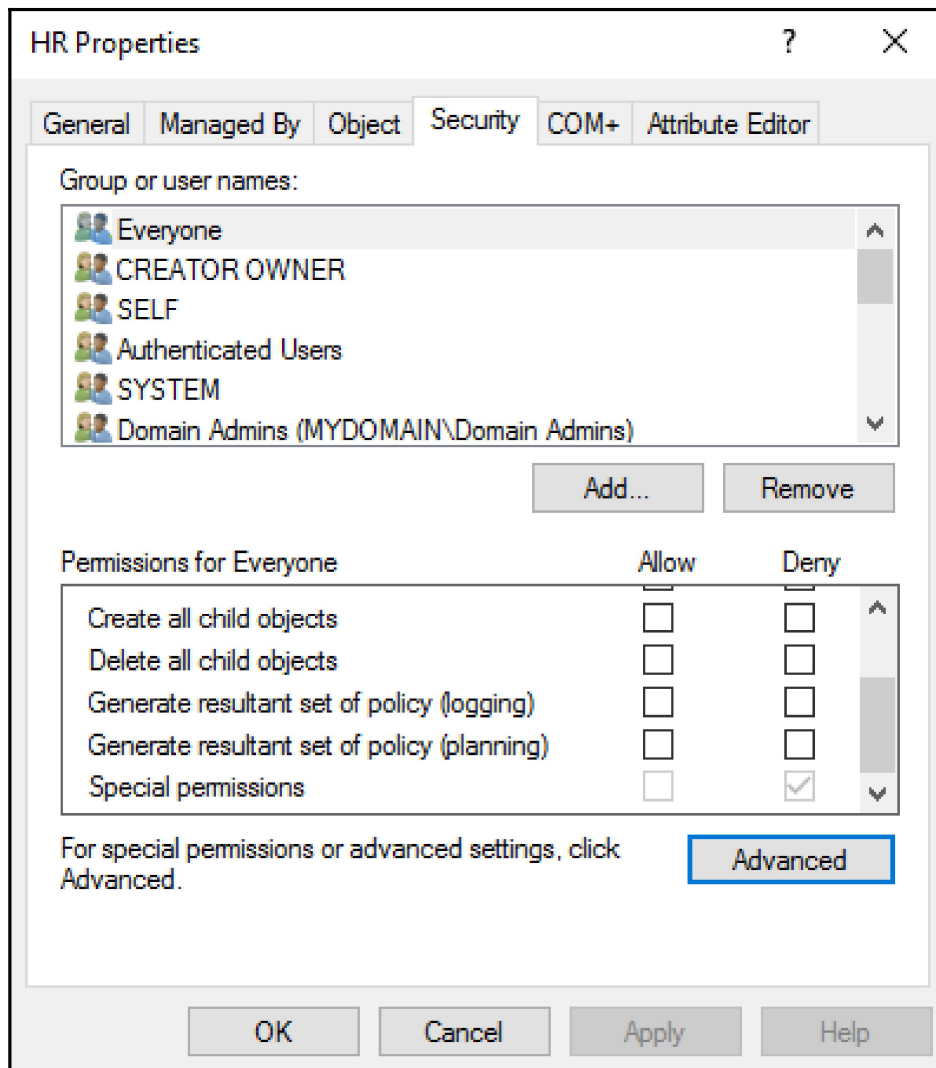 HR Properties ?
General Managed By Object Security COM+ Attribute Editor
Group or user names:
Everyone
CREATOR OWNER
SELF
Authenticated Users
SYSTEM
Domain Admins (MYDOMAIN\Domain Admins)
Add... Remove
Permissions for Everyone Allow Deny
Create all child objects
Delete all child objects
Generate resultant set of policy (logging)
Generate resultant set of policy (planning)
Special permissions
For special permissions or advanced settings, click
Advanced.
Advanced
OK Cancel Apply Help